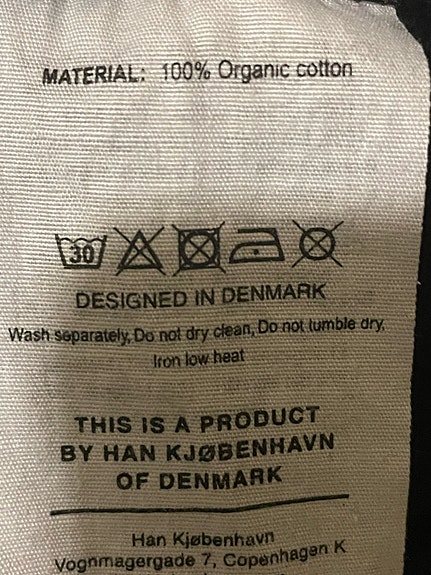 MATERIAL: 100% Organic cotton
30
DESIGNED IN DENMARK
Wash separately, Do not dry clean, Do not tumble dry,
Iron low heat
THIS IS A PRODUCT
BY HAN KJØBENHAVN
OF DENMARK
Han Kjøbenhavn
Vognmagergade 7, Copenhagen K